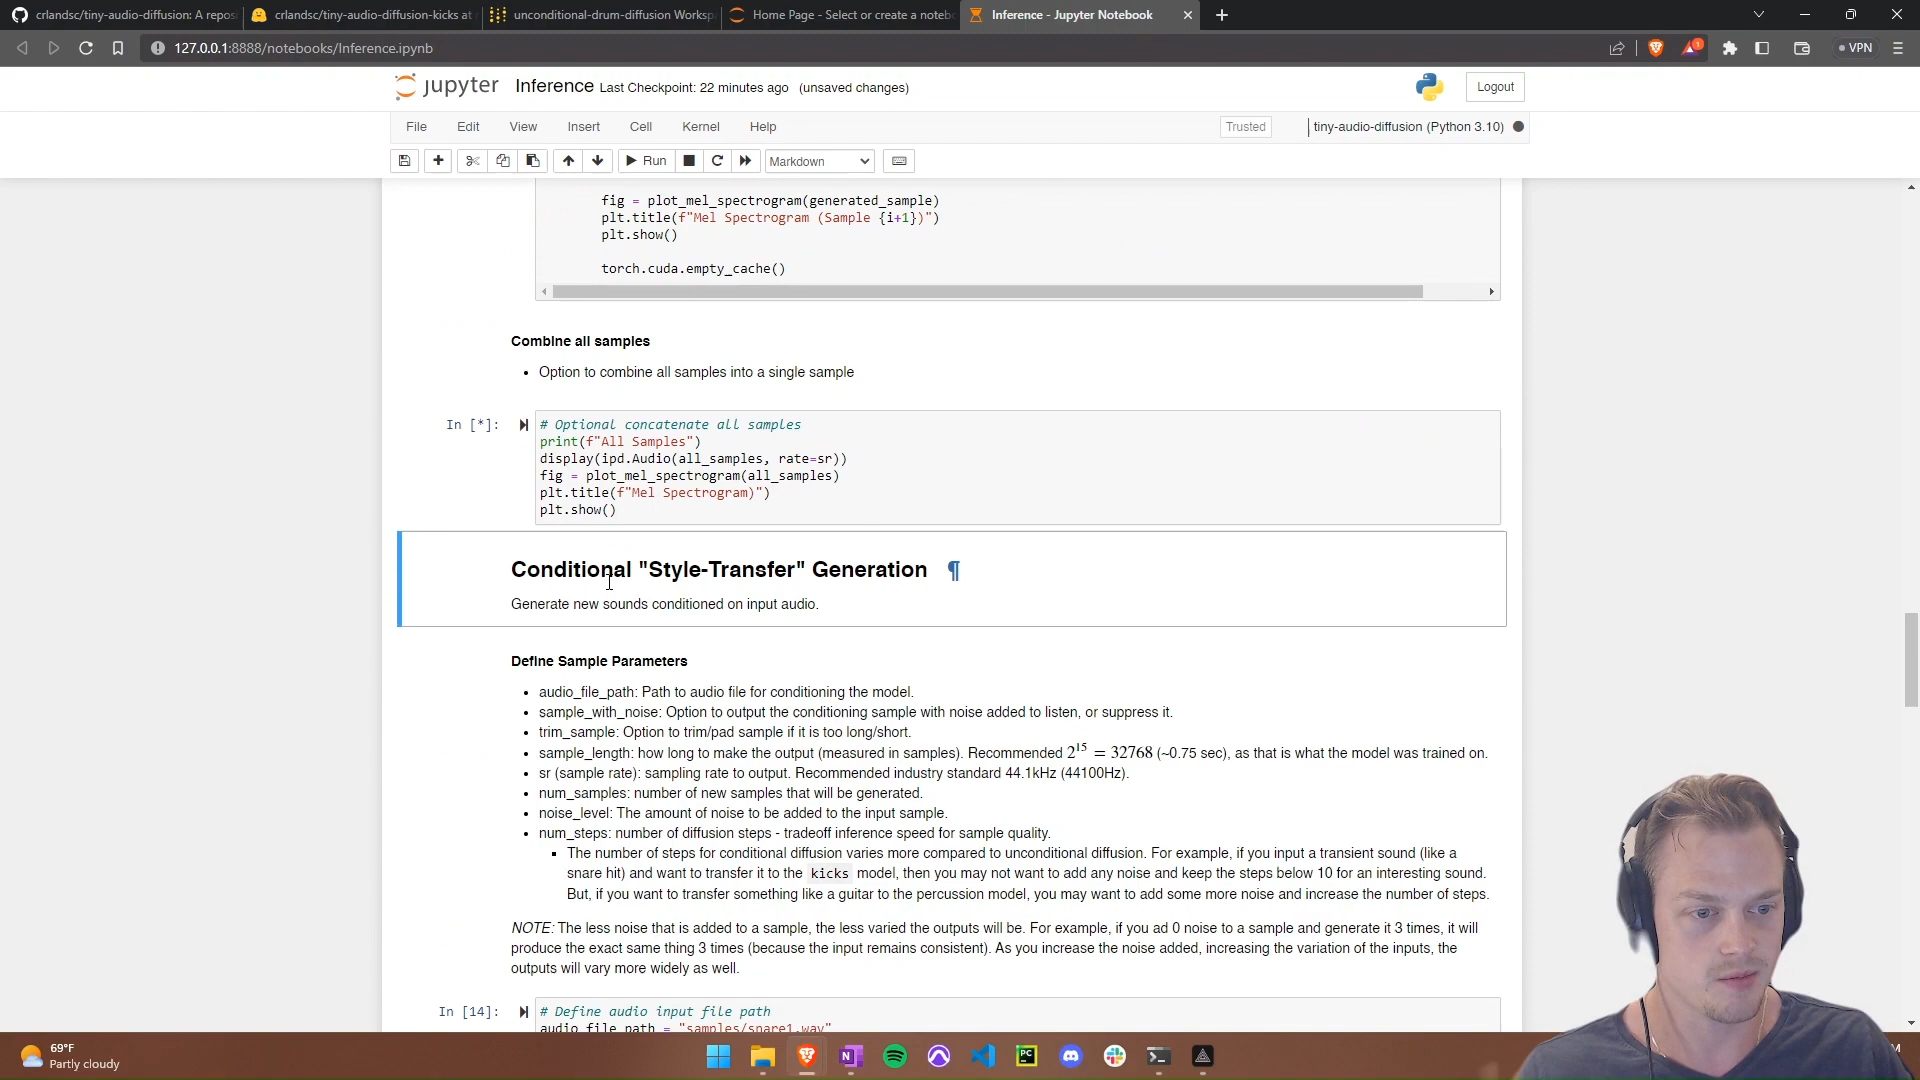 crlandsc/tiny-audio-diffusion: A repos
crlandsc/tiny-audio-diffusion-kicks at
unconditional-drum-diffusion Worksp
Home Page - Select or create a noteb
Inference - Jupyter Notebook
127.0.0.1:8888/notebooks/Inference.ipynb
1
VPN
jupyter Inference Last Checkpoint: 22 minutes ago (unsaved changes)
Logout
File Edit View Insert Cell Kernel Help
Trusted
tiny-audio-diffusion (Python 3.10)
Run
Markdown
fig = plot_mel_spectrogram(generated_sample)
plt.title(f"Mel Spectrogram (Sample {i+1})")
plt.show()
torch.cuda.empty_cache()
Combine all samples
• Option to combine all samples into a single sample
In [*]:
# Optional concatenate all samples
print(f"All Samples")
display(ipd.Audio(all_samples, rate=sr))
fig = plot_mel_spectrogram(all_samples)
plt.title(f"Mel Spectrogram)")
plt.show()
Conditional "Style-Transfer" Generation ¶
Generate new sounds conditioned on input audio.
Define Sample Parameters
• audio_file_path: Path to audio file for conditioning the model.
• sample_with_noise: Option to output the conditioning sample with noise added to listen, or suppress it.
• trim_sample: Option to trim/pad sample if it is too long/short.
• sample_length: how long to make the output (measured in samples). Recommended 2^15 = 32768 (~0.75 sec), as that is what the model was trained on.
• sr (sample rate): sampling rate to output. Recommended industry standard 44.1kHz (44100Hz).
• num_samples: number of new samples that will be generated.
• noise_level: The amount of noise to be added to the input sample.
• num_steps: number of diffusion steps - tradeoff inference speed for sample quality.
▪ The number of steps for conditional diffusion varies more compared to unconditional diffusion. For example, if you input a transient sound (like a
snare hit) and want to transfer it to the kicks model, then you may not want to add any noise and keep the steps below 10 for an interesting sound.
But, if you want to transfer something like a guitar to the percussion model, you may want to add some more noise and increase the number of steps.
NOTE: The less noise that is added to a sample, the less varied the outputs will be. For example, if you ad 0 noise to a sample and generate it 3 times, it will
produce the exact same thing 3 times (because the input remains consistent). As you increase the noise added, increasing the variation of the inputs, the
outputs will vary more widely as well.
In [14]:
# Define audio input file path
audio_file_path = "samples/snare1.wav"
69°F
Partly cloudy